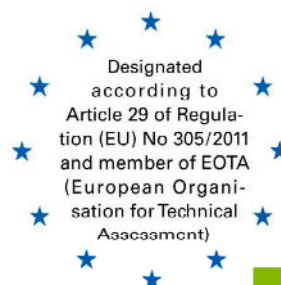 Designated
according to
Article 29 of Regula-
tion (EU) No 305/2011
and member of EOTA
(European Organi-
sation for Technical
Assessment)